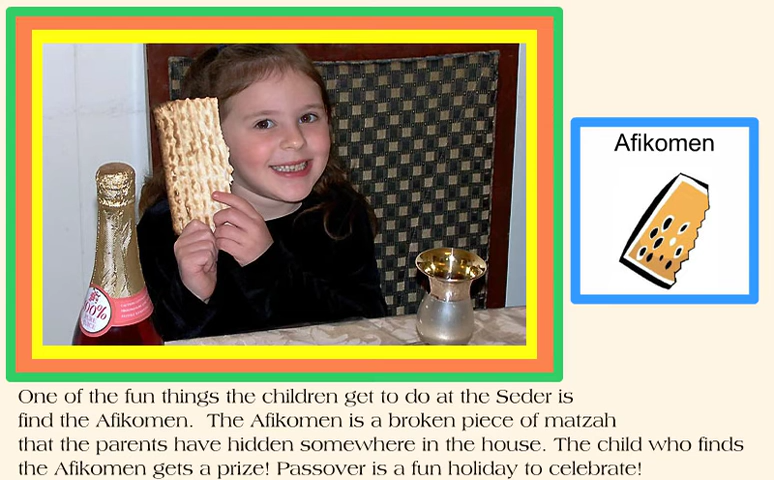 Afikomen
100%
One of the fun things the children get to do at the Seder is
find the Afikomen.  The Afikomen is a broken piece of matzah
that the parents have hidden somewhere in the house. The child who finds
the Afikomen gets a prize! Passover is a fun holiday to celebrate!